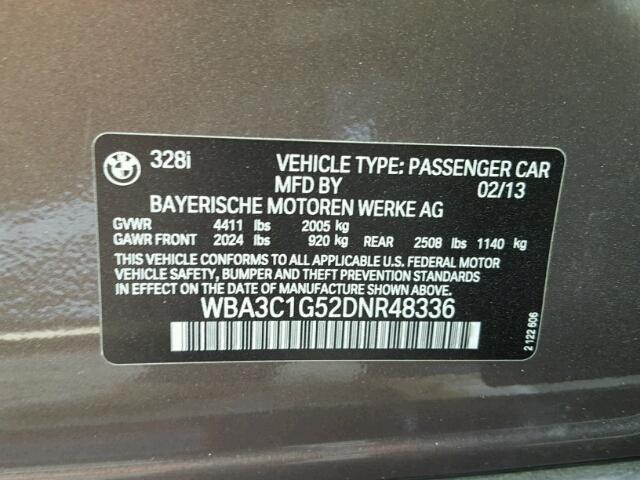 328i VEHICLE TYPE: PASSENGER CAR
MFD BY 02/13
BAYERISCHE MOTOREN WERKE AG
GVWR 4411 lbs 2005 kg
GAWR FRONT 2024 lbs 920 kg REAR 2508 lbs 1140 kg
THIS VEHICLE CONFORMS TO ALL APPLICABLE U.S. FEDERAL MOTOR
VEHICLE SAFETY, BUMPER AND THEFT PREVENTION STANDARDS
IN EFFECT ON THE DATE OF MANUFACTURE SHOWN ABOVE.
WBA3C1G52DNR48336
2 122 606